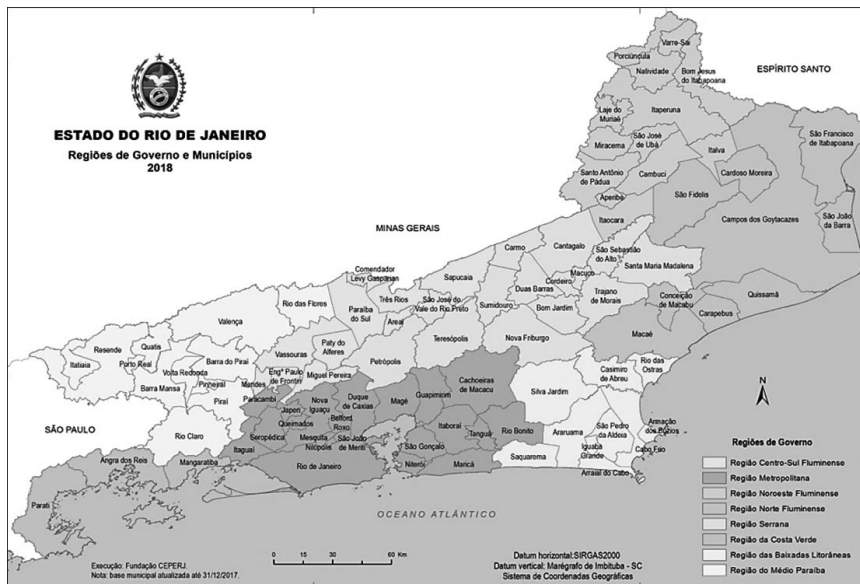 ESTADO DO RIO DE JANEIRO
Regiões de Governo e Municípios
2018
ESPÍRITO SANTO
MINAS GERAIS
SÃO PAULO
OCEANO ATLÂNTICO
Varre-Sai
Porciúncula
Natividade
Bom Jesus
do Itabapoana
Laje do
Muriaé
Itaperuna
São Francisco
de Itabapoana
Miracema
São José
de Ubá
Italva
Cardoso Moreira
Santo Antônio
de Pádua
Cambuci
Aperibé
São Fidelis
Itaocara
Campos dos Goytacazes
São João
da Barra
Carmo
Cantagalo
São Sebastião
do Alto
Santa Maria Madalena
Comendador
Levy Gasparian
Sapucaia
Macuco
Cordeiro
Duas Barras
Rio das Flores
Três Rios
São José do
Vale do Rio Preto
Sumidouro
Trajano
de Morais
Conceição
de Macabu
Quissamã
Paraíba
do Sul
Areal
Bom Jardim
Carapebus
Valença
Paty do
Alferes
Teresópolis
Nova Friburgo
Macaé
Resende
Quatis
Vassouras
Petrópolis
Itatiaia
Porto Real
Barra do Piraí
Miguel Pereira
Engº Paulo
de Frontin
Rio das
Ostras
Volta Redonda
Mendes
Casimiro
de Abreu
Barra Mansa
Pinheiral
Paracambi
Cachoeiras
de Macacu
Silva Jardim
Piraí
Japeri
Nova
Iguaçu
Duque
de Caxias
Magé
Guapimirim
Queimados
Belford
Roxo
Itaboraí
Rio Bonito
Armação
dos Búzios
Rio Claro
Seropédica
Mesquita
São João
de Meriti
Tanguá
Araruama
São Pedro
da Aldeia
Nilópolis
São Gonçalo
Iguaba
Grande
Cabo Frio
Angra dos Reis
Itaguaí
Mangaratiba
Rio de Janeiro
Niterói
Maricá
Saquarema
Arraial do Cabo
Parati
N
Regiões de Governo
Região Centro-Sul Fluminense
Região Metropolitana
Região Noroeste Fluminense
Região Norte Fluminense
Região Serrana
Região da Costa Verde
Região das Baixadas Litorâneas
Região do Médio Paraíba
Execução: Fundação CEPERJ.
Nota: base municipal atualizada até 31/12/2017.
0 15 30 60 Km
Datum horizontal:SIRGAS2000
Datum vertical: Marégrafo de Imbituba - SC
Sistema de Coordenadas Geográficas